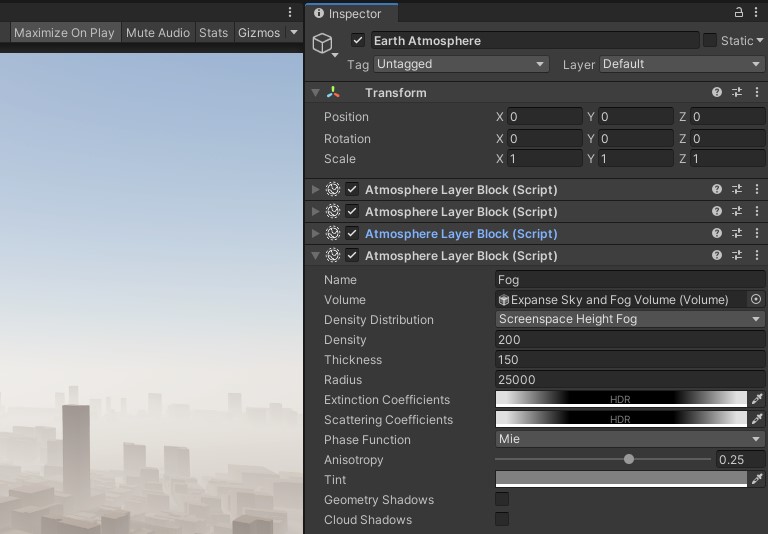 Inspector
Maximize On Play Mute Audio Stats Gizmos
Earth Atmosphere Static
Tag Untagged Layer Default
Transform
Position X 0 Y 0 Z 0
Rotation X 0 Y 0 Z 0
Scale X 1 Y 1 Z 1
Atmosphere Layer Block (Script)
Atmosphere Layer Block (Script)
Atmosphere Layer Block (Script)
Atmosphere Layer Block (Script)
Name Fog
Volume Expanse Sky and Fog Volume (Volume)
Density Distribution Screenspace Height Fog
Density 200
Thickness 150
Radius 25000
Extinction Coefficients HDR
Scattering Coefficients HDR
Phase Function Mie
Anisotropy 0.25
Tint
Geometry Shadows
Cloud Shadows